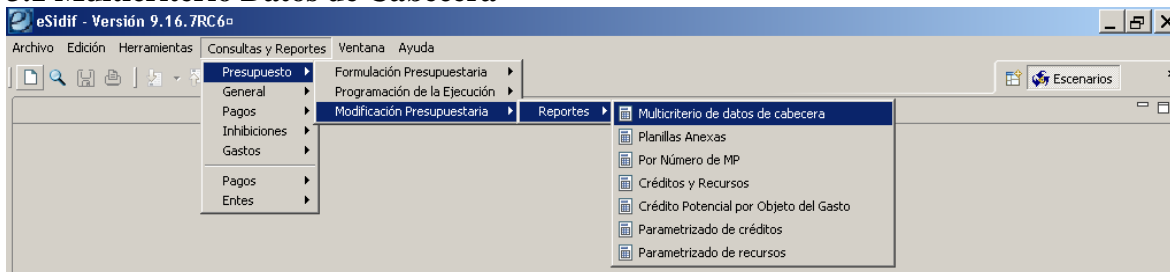 eSidif - Versión 9.16.7RC6¤
Archivo Edición Herramientas Consultas y Reportes Ventana Ayuda
Presupuesto Formulación Presupuestaria
General Programación de la Ejecución
Escenarios
Pagos Modificación Presupuestaria Reportes Multicriterio de datos de cabecera
Inhibiciones Planillas Anexas
Gastos Por Número de MP
Pagos Créditos y Recursos
Entes Crédito Potencial por Objeto del Gasto
Parametrizado de créditos
Parametrizado de recursos